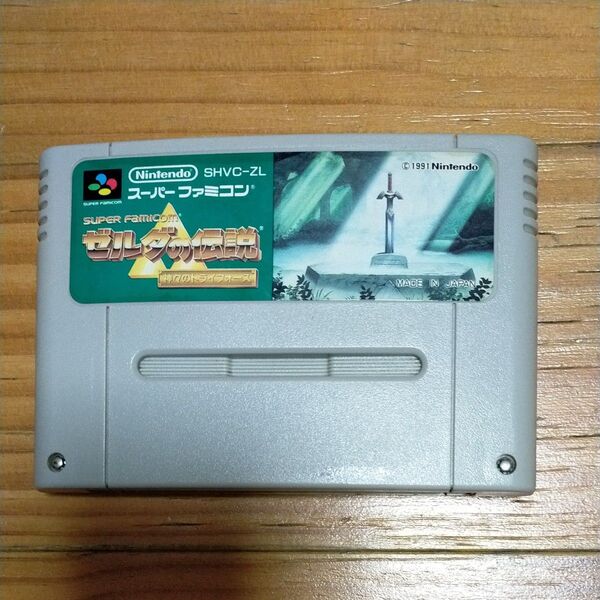 Nintendo SHVC-ZL
スーパーファミコン®
SUPER FAMICOM
SUPER FAMICOM
ゼルダの伝説
神々のトライフォース
©1991 Nintendo
MADE IN JAPAN